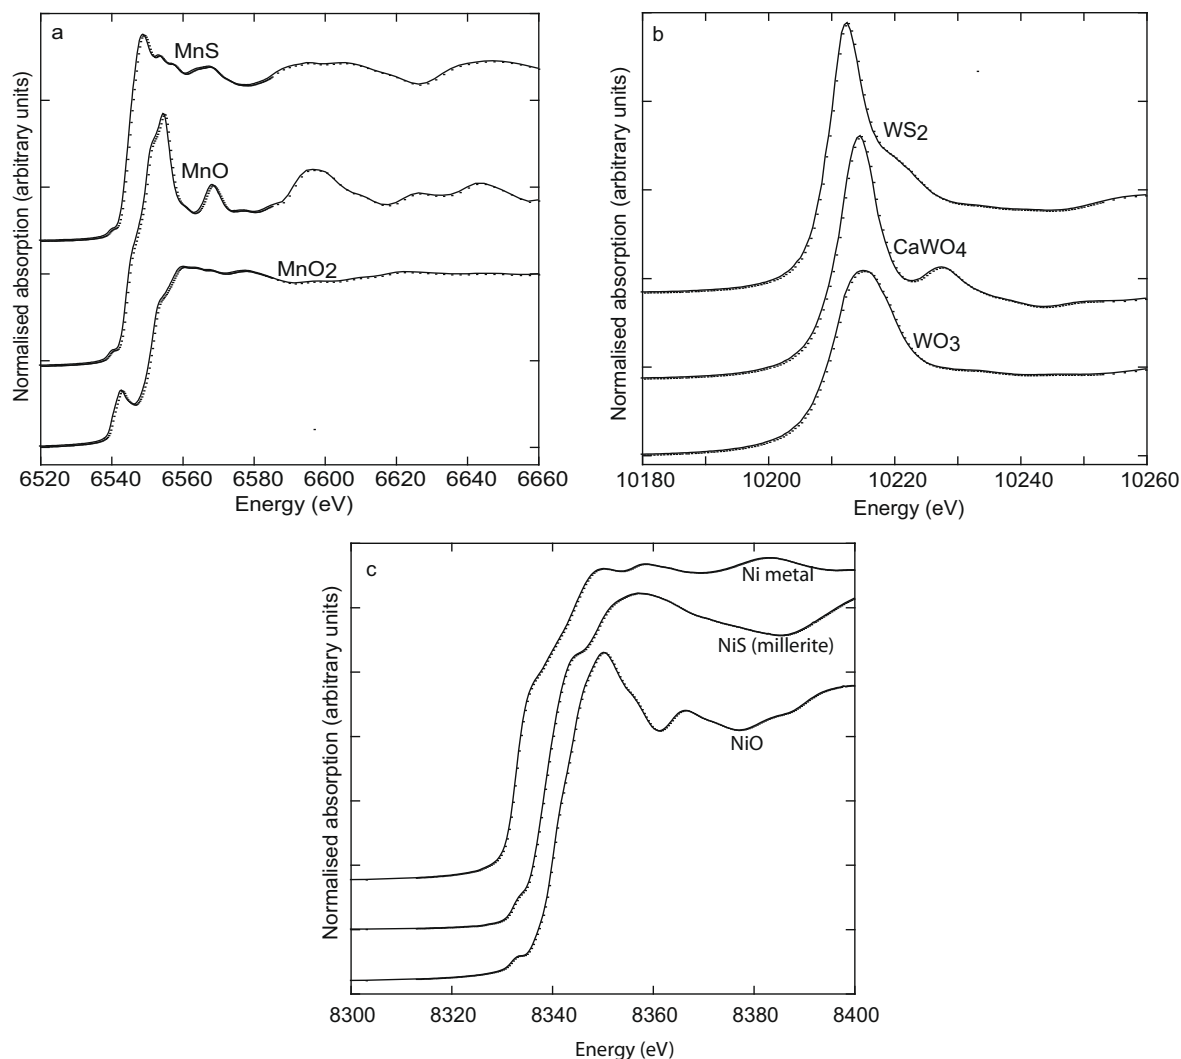 a
MnS
MnO
MnO2
Normalised absorption (arbitrary units)
6520 6540 6560 6580 6600 6620 6640 6660
Energy (eV)
b
WS2
CaWO4
WO3
Normalised absorption (arbitrary units)
10180 10200 10220 10240 10260
Energy (eV)
c
Ni metal
NiS (millerite)
NiO
Normalised absorption (arbitrary units)
8300 8320 8340 8360 8380 8400
Energy (eV)